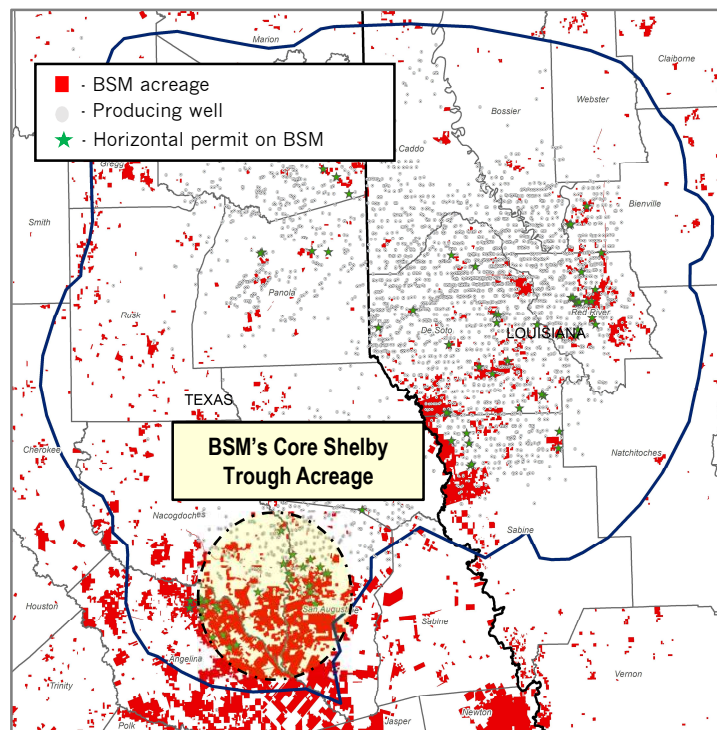 Marion
Claiborne
- BSM acreage
- Producing well
- Horizontal permit on BSM
Webster
Bossier
Caddo
Gregg
Bienville
Smith
Panola
Rusk
Red River
De Soto
LOUISIANA
TEXAS
BSM's Core Shelby
Trough Acreage
Cherokee
Natchitoches
Nacogdoches
Sabine
Houston
San Augustine
Sabine
Angelina
Vernon
Trinity
Newton
Jasper
Polk